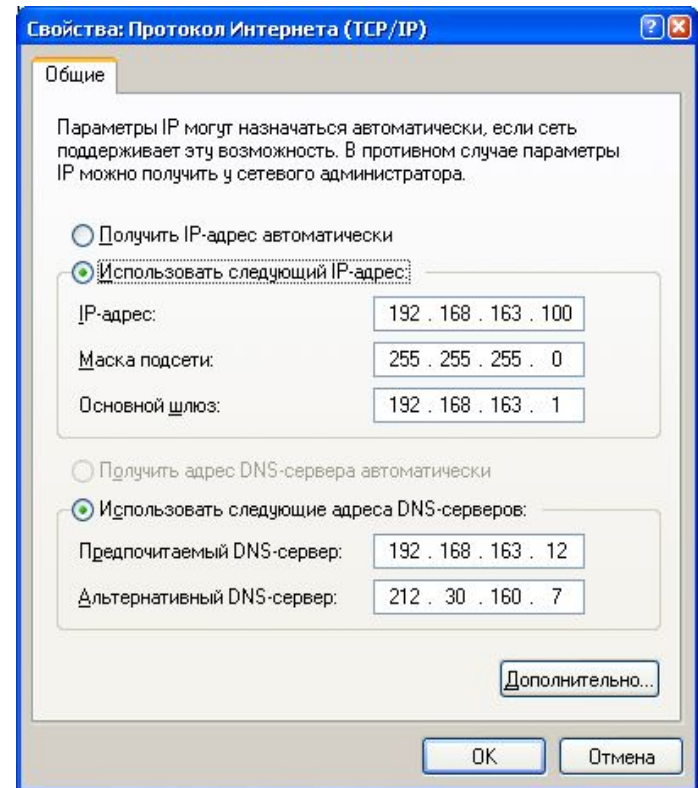 Свойства: Протокол Интернета (TCP/IP)
Общие
Параметры IP могут назначаться автоматически, если сеть
поддерживает эту возможность. В противном случае параметры
IP можно получить у сетевого администратора.
Получить IP-адрес автоматически
Использовать следующий IP-адрес:
IP-адрес: 192 . 168 . 163 . 100
Маска подсети: 255 . 255 . 255 . 0
Основной шлюз: 192 . 168 . 163 . 1
Получить адрес DNS-сервера автоматически
Использовать следующие адреса DNS-серверов:
Предпочитаемый DNS-сервер: 192 . 168 . 163 . 12
Альтернативный DNS-сервер: 212 . 30 . 160 . 7
Дополнительно...
OK Отмена